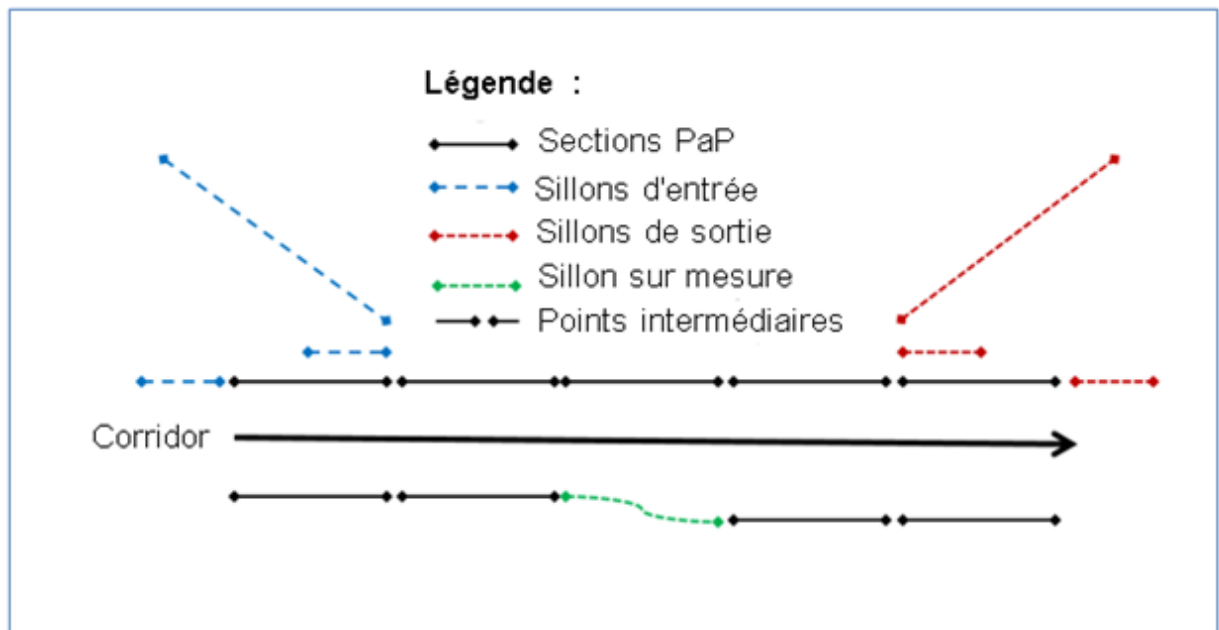 Légende :
Sections PaP
Sillons d'entrée
Sillons de sortie
Sillon sur mesure
Points intermédiaires
Corridor